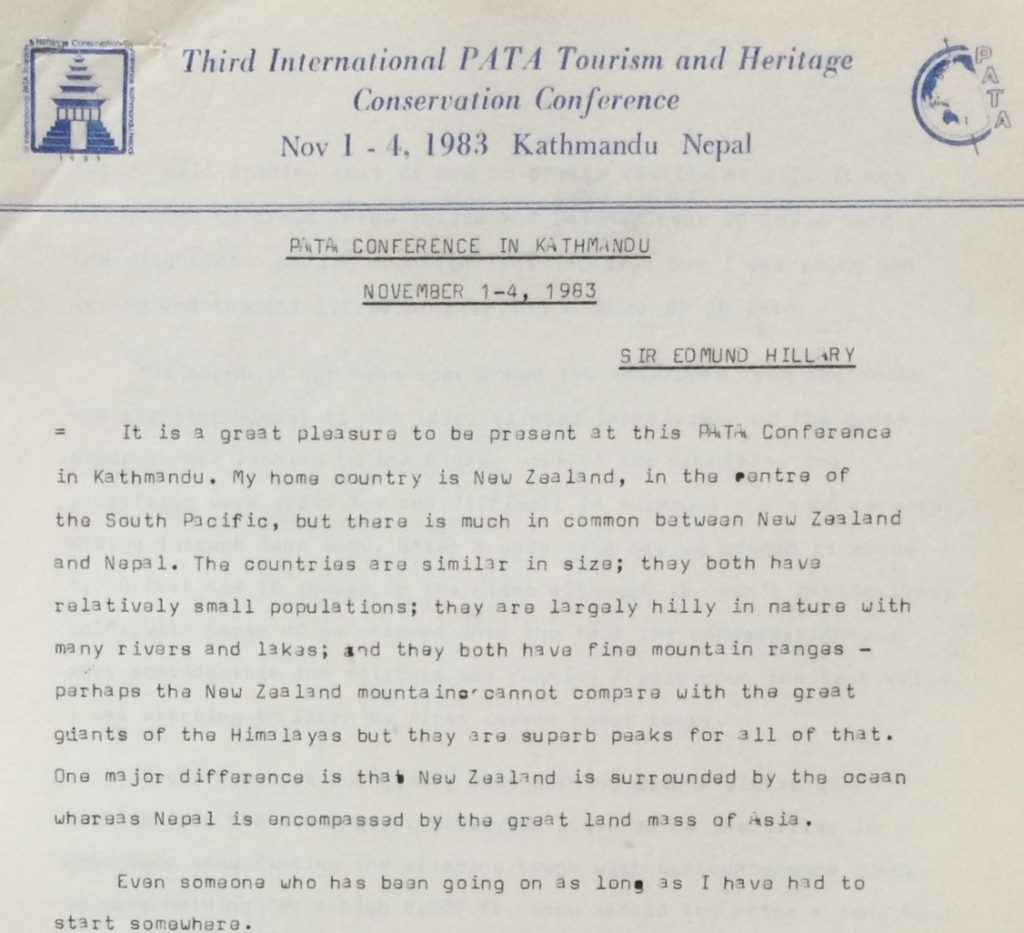 Third International PATA Tourism and Heritage
Conservation Conference
Nov 1 - 4, 1983 Kathmandu Nepal
1983
PATA
PATA CONFERENCE IN KATHMANDU
NOVEMBER 1-4, 1983
SIR EDMUND HILLARY
= It is a great pleasure to be present at this PATA Conference
in Kathmandu. My home country is New Zealand, in the centre of
the South Pacific, but there is much in common between New Zealand
and Nepal. The countries are similar in size; they both have
relatively small populations; they are largely hilly in nature with
many rivers and lakes; and they both have fine mountain ranges -
perhaps the New Zealand mountains cannot compare with the great
giants of the Himalayas but they are superb peaks for all of that.
One major difference is that New Zealand is surrounded by the ocean
whereas Nepal is encompassed by the great land mass of Asia.
Even someone who has been going on as long as I have had to
start somewhere.